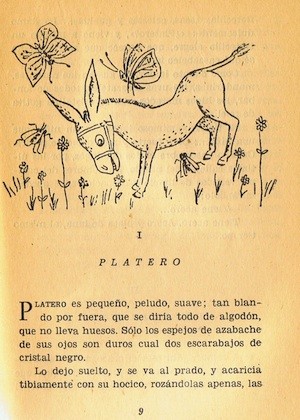 I
PLATERO
PLATERO es pequeño, peludo, suave; tan blan-
do por fuera, que se diria todo de algodón,
que no lleva huesos. Sólo los espejos de azabache
de sus ojos son duros cual dos escarabajos de
cristal negro.
Lo dejo suelto, y se va al prado, y acaricia
tibiamente con su hocico, rozándolas apenas, las
9